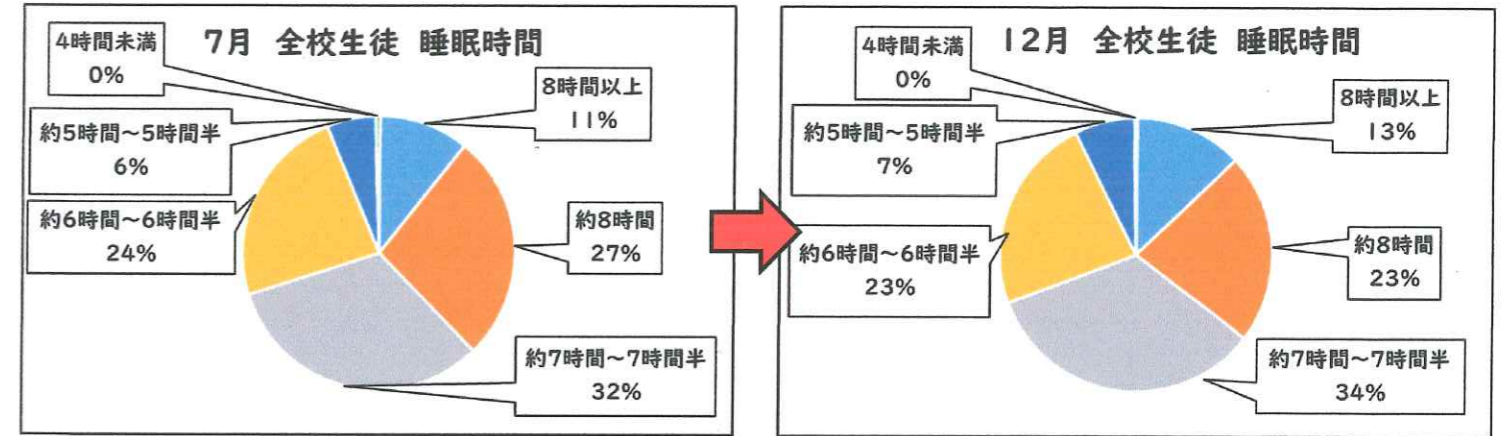 7月 全校生徒 睡眠時間
4時間未満
0%
8時間以上
11%
約5時間～5時間半
6%
約6時間～6時間半
24%
約8時間
27%
約7時間～7時間半
32%
12月 全校生徒 睡眠時間
4時間未満
0%
8時間以上
13%
約5時間～5時間半
7%
約6時間～6時間半
23%
約8時間
23%
約7時間～7時間半
34%